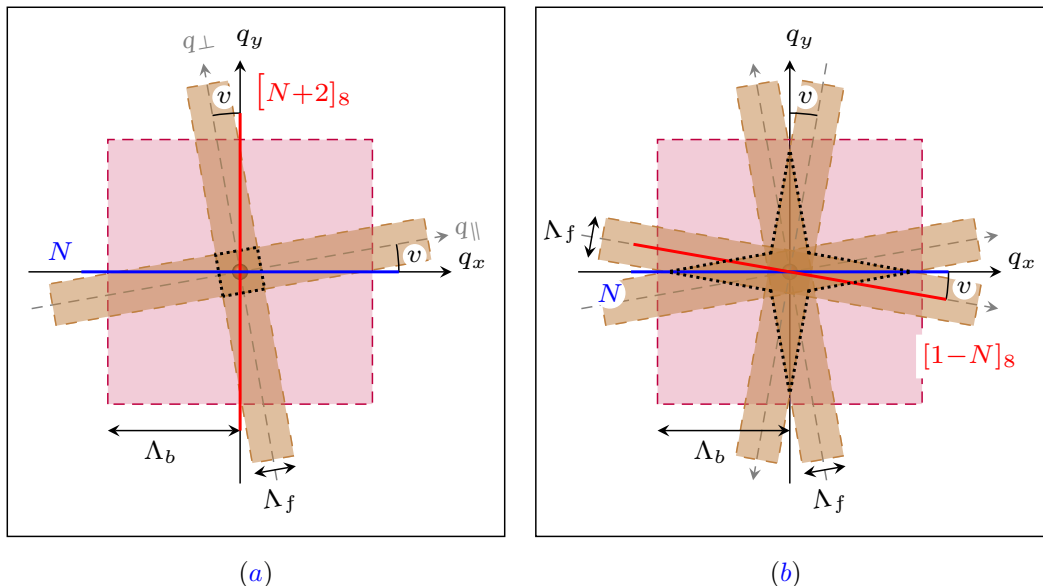 q⊥
q_y
v
[N+2]_8
N
q∥
v
q_x
Λ_b
Λ_f
(a)
q_y
v
Λ_f
q_x
N
v
[1−N]_8
Λ_b
Λ_f
(b)